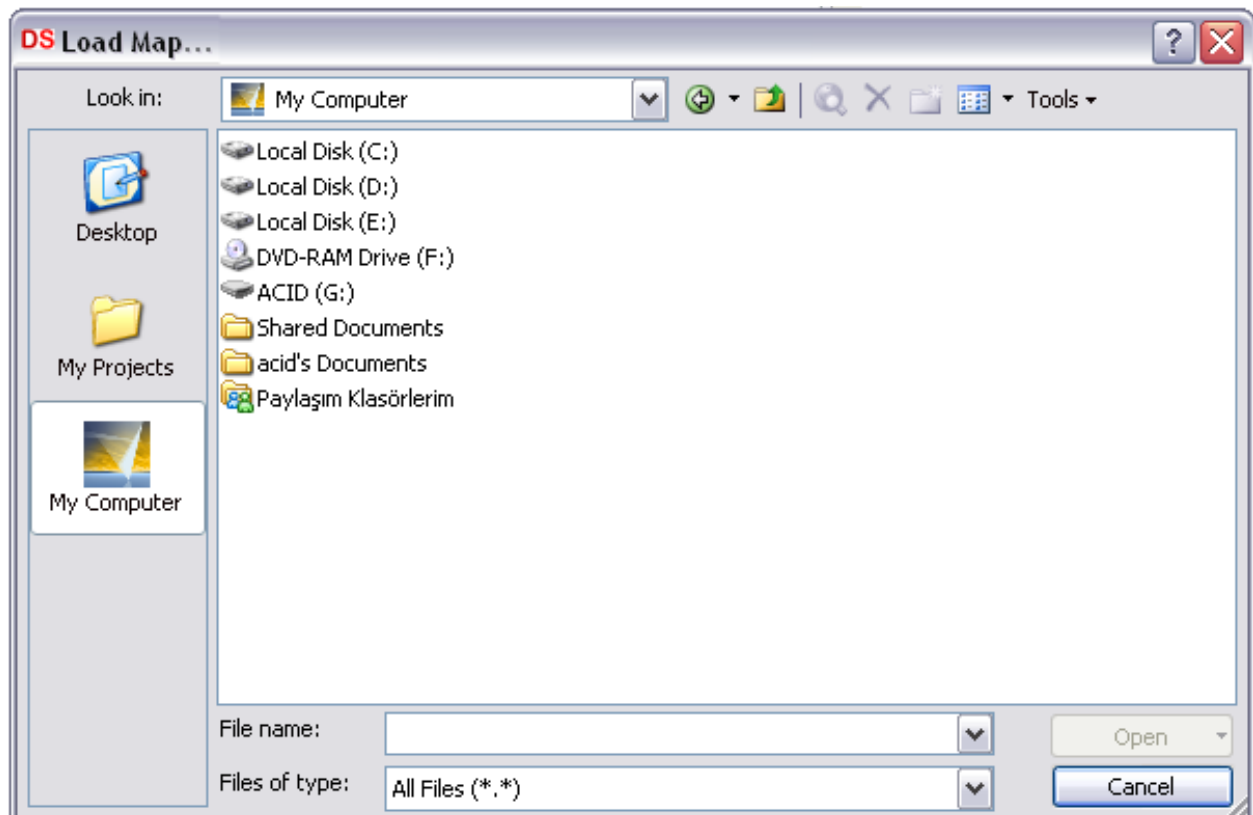 DS Load Map...
Look in:
My Computer
Tools
Desktop
My Projects
My Computer
Local Disk (C:)
Local Disk (D:)
Local Disk (E:)
DVD-RAM Drive (F:)
ACID (G:)
Shared Documents
acid's Documents
Paylaşım Klasörlerim
File name:
Open
Files of type:
All Files (*.*)
Cancel